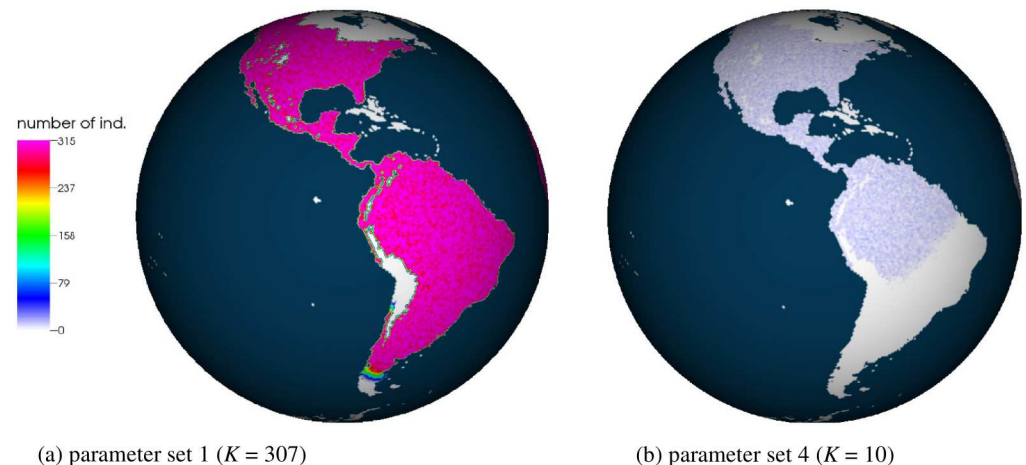 number of ind.
315
237
158
79
0
(a) parameter set 1 (K = 307)
(b) parameter set 4 (K = 10)